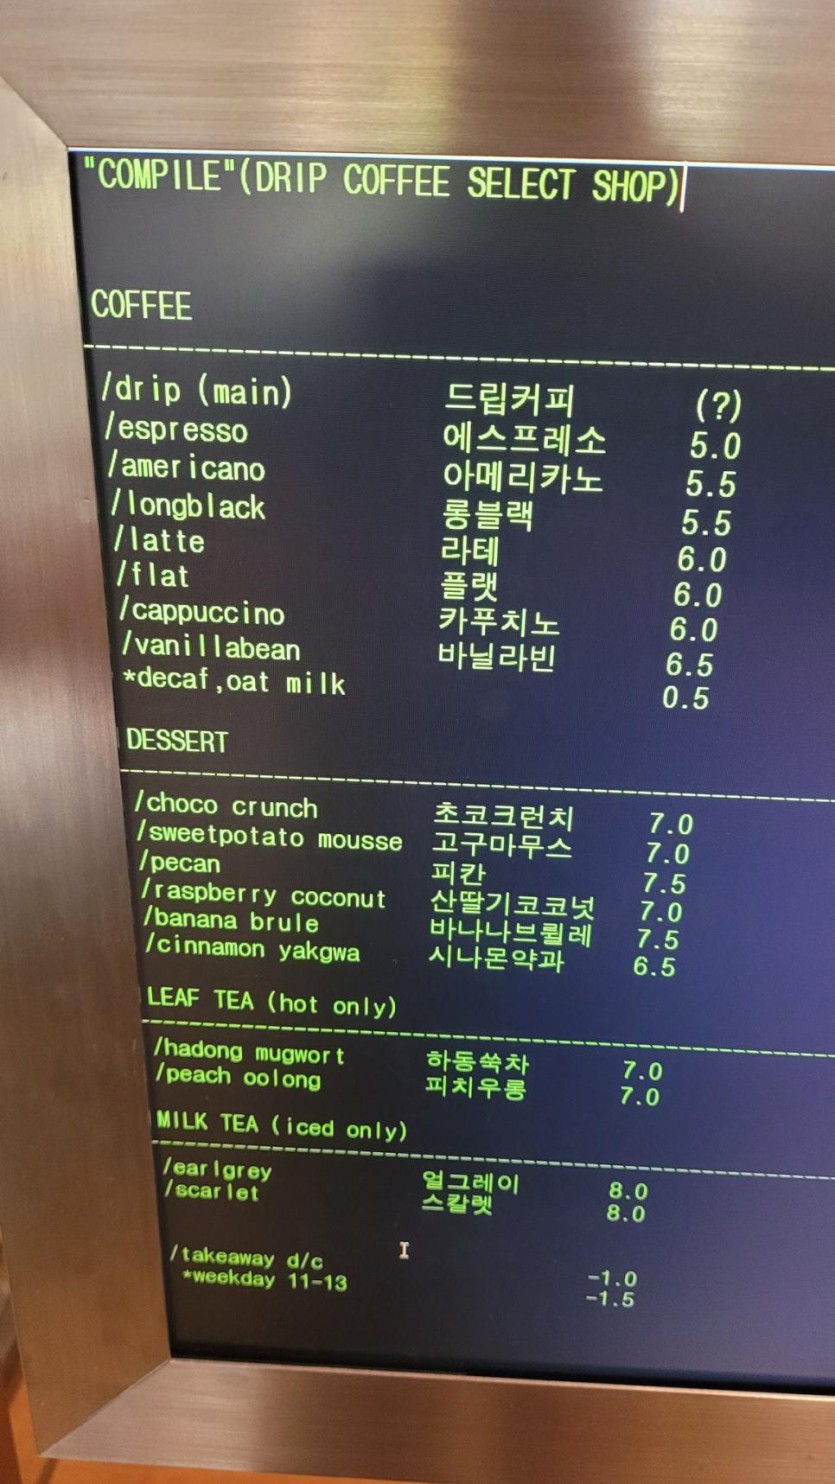 "COMPILE"(DRIP COFFEE SELECT SHOP)
COFFEE
/drip (main) 드립커피 (?)
/espresso 에스프레소 5.0
/americano 아메리카노 5.5
/longblack 롱블랙 5.5
/latte 라테 6.0
/flat 플랫 6.0
/cappuccino 카푸치노 6.0
/vanillabean 바닐라빈 6.5
*decaf,oat milk 0.5
DESSERT
/choco crunch 초코크런치 7.0
/sweetpotato mousse 고구마무스 7.0
/pecan 피칸 7.5
/raspberry coconut 산딸기코코넛 7.0
/banana brule 바나나브륄레 7.5
/cinnamon yakgwa 시나몬약과 6.5
LEAF TEA (hot only)
/hadong mugwort 하동쑥차 7.0
/peach oolong 피치우롱 7.0
MILK TEA (iced only)
/earlgrey 얼그레이 8.0
/scarlet 스칼렛 8.0
/takeaway d/c -1.0
*weekday 11-13 -1.5